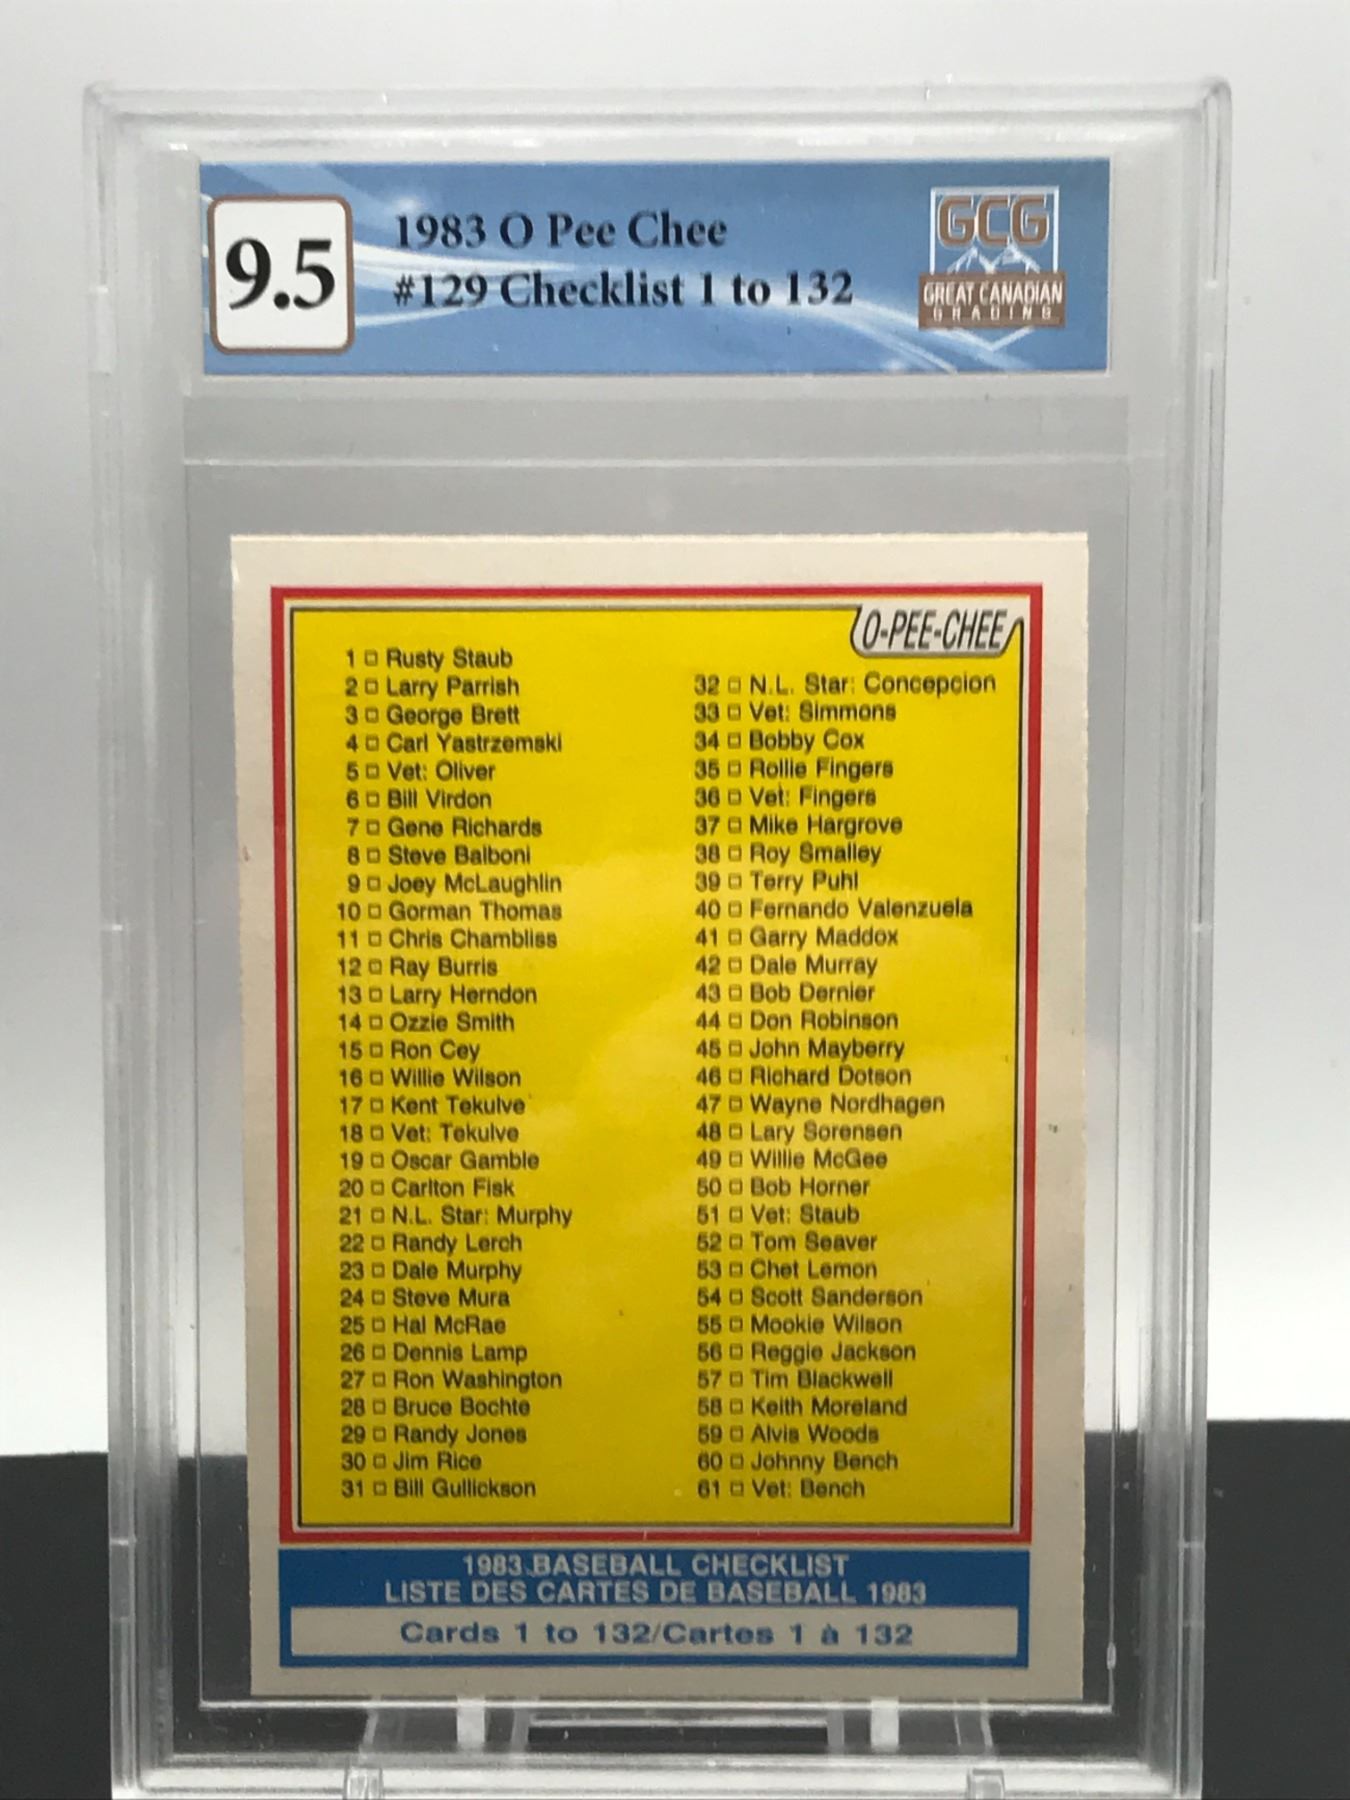 9.5
1983 O Pee Chee
#129 Checklist 1 to 132
GCG
GREAT CANADIAN
GRADING
O-PEE-CHEE
1 Rusty Staub
2 Larry Parrish
3 George Brett
4 Carl Yastrzemski
5 Vet: Oliver
6 Bill Virdon
7 Gene Richards
8 Steve Balboni
9 Joey McLaughlin
10 Gorman Thomas
11 Chris Chambliss
12 Ray Burris
13 Larry Herndon
14 Ozzie Smith
15 Ron Cey
16 Willie Wilson
17 Kent Tekulve
18 Vet: Tekulve
19 Oscar Gamble
20 Carlton Fisk
21 N.L. Star: Murphy
22 Randy Lerch
23 Dale Murphy
24 Steve Mura
25 Hal McRae
26 Dennis Lamp
27 Ron Washington
28 Bruce Bochte
29 Randy Jones
30 Jim Rice
31 Bill Gullickson
32 N.L. Star: Concepcion
33 Vet: Simmons
34 Bobby Cox
35 Rollie Fingers
36 Vet: Fingers
37 Mike Hargrove
38 Roy Smalley
39 Terry Puhl
40 Fernando Valenzuela
41 Garry Maddox
42 Dale Murray
43 Bob Dernier
44 Don Robinson
45 John Mayberry
46 Richard Dotson
47 Wayne Nordhagen
48 Lary Sorensen
49 Willie McGee
50 Bob Horner
51 Vet: Staub
52 Tom Seaver
53 Chet Lemon
54 Scott Sanderson
55 Mookie Wilson
56 Reggie Jackson
57 Tim Blackwell
58 Keith Moreland
59 Alvis Woods
60 Johnny Bench
61 Vet: Bench
1983 BASEBALL CHECKLIST
LISTE DES CARTES DE BASEBALL 1983
Cards 1 to 132/Cartes 1 à 132